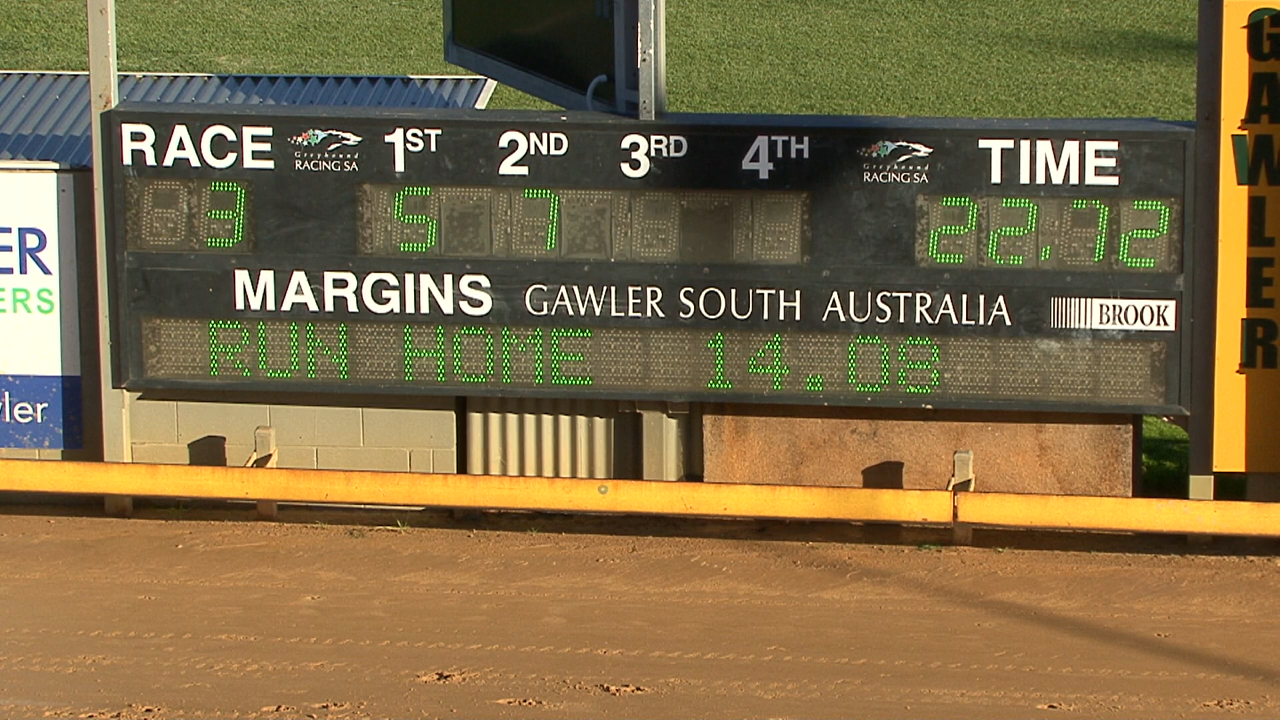 RACE Greyhound RACING SA 1ST 2ND 3RD 4TH Greyhound RACING SA TIME
3 5 7 22.72
MARGINS GAWLER SOUTH AUSTRALIA BROOK
RUN HOME 14.08
ER
ERS
ler
GAWLER